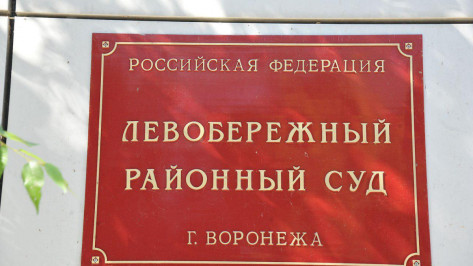 РОССИЙСКАЯ ФЕДЕРАЦИЯ
ЛЕВОБЕРЕЖНЫЙ
РАЙОННЫЙ СУД
Г. ВОРОНЕЖА